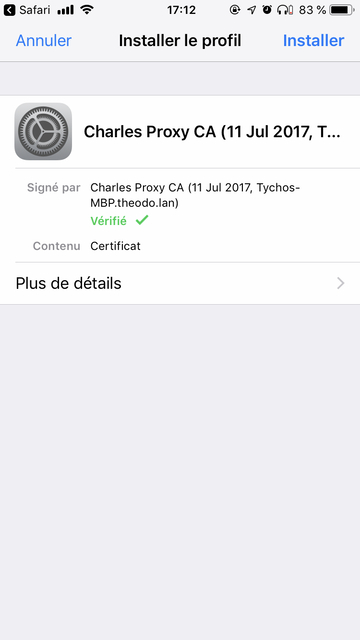 Safari 17:12 83 %
Annuler Installer le profil Installer
Charles Proxy CA (11 Jul 2017, T...
Signé par Charles Proxy CA (11 Jul 2017, Tychos-
MBP.theodo.lan)
Vérifié
Contenu Certificat
Plus de détails